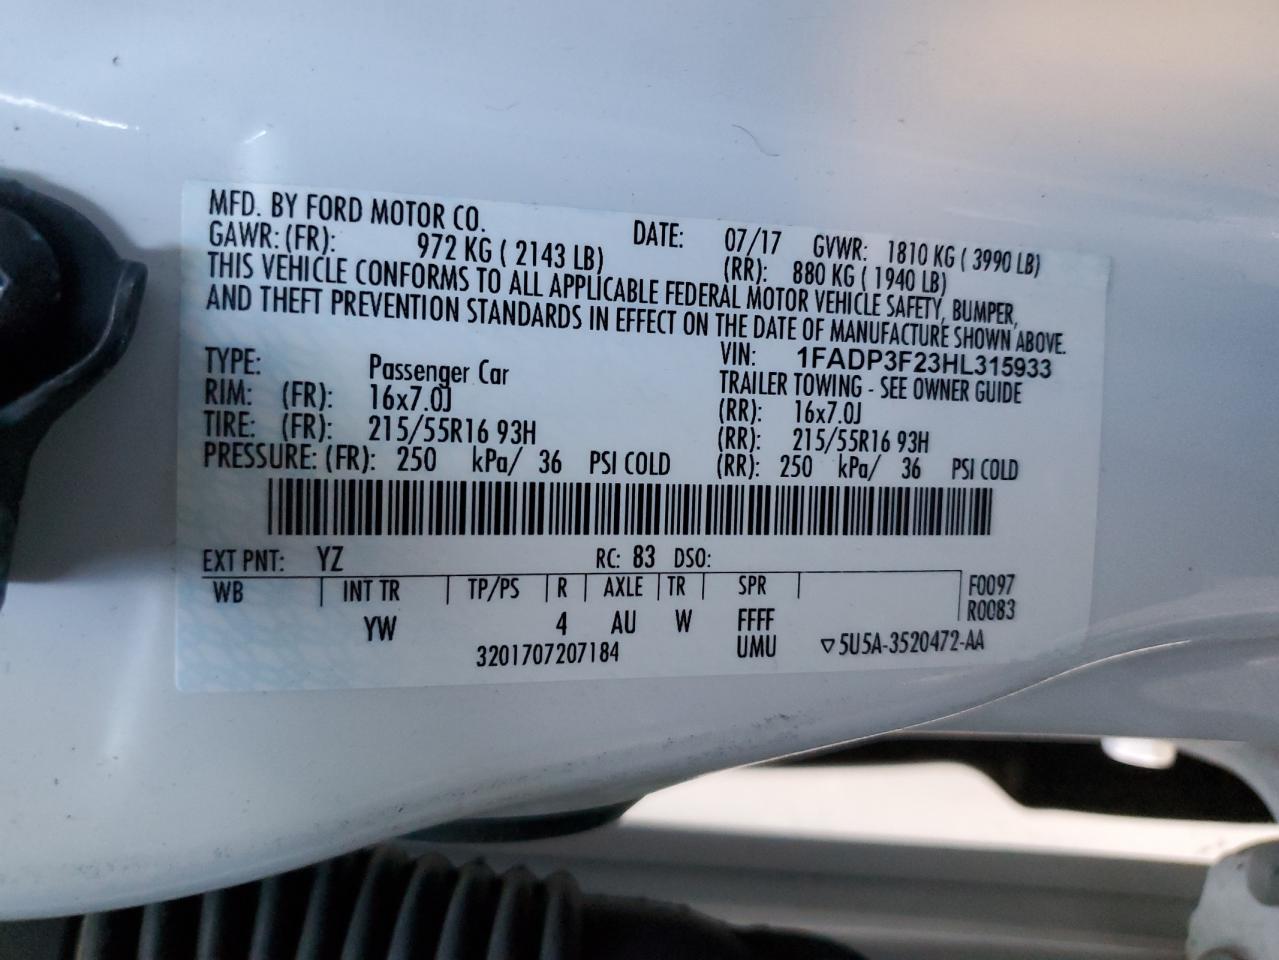 MFD. BY FORD MOTOR CO. DATE: 07/17 GVWR: 1810 KG ( 3990 LB)
GAWR: (FR): 972 KG ( 2143 LB) (RR): 880 KG ( 1940 LB)
THIS VEHICLE CONFORMS TO ALL APPLICABLE FEDERAL MOTOR VEHICLE SAFETY, BUMPER,
AND THEFT PREVENTION STANDARDS IN EFFECT ON THE DATE OF MANUFACTURE SHOWN ABOVE.
VIN: 1FADP3F23HL315933
TYPE: Passenger Car TRAILER TOWING - SEE OWNER GUIDE
RIM: (FR): 16x7.0J (RR): 16x7.0J
TIRE: (FR): 215/55R16 93H (RR): 215/55R16 93H
PRESSURE: (FR): 250 kPa/ 36 PSI COLD (RR): 250 kPa/ 36 PSI COLD
EXT PNT: YZ RC: 83 DSO:
WB INT TR TP/PS R AXLE TR SPR F0097
R0083
YW 4 AU W FFFF
3201707207184 UMU ▽5U5A-3520472-AA